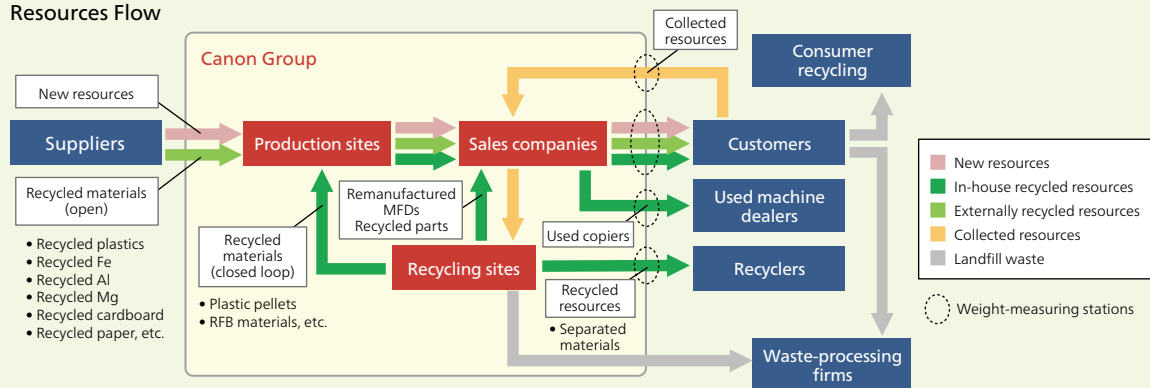 Resources Flow
Canon Group
Collected
resources
Consumer
recycling
New resources
Suppliers
Production sites
Sales companies
Customers
Recycled materials
(open)
• Recycled plastics
• Recycled Fe
• Recycled Al
• Recycled Mg
• Recycled cardboard
• Recycled paper, etc.
Recycled
materials
(closed loop)
• Plastic pellets
• RFB materials, etc.
Remanufactured
MFDs
Recycled parts
Recycling sites
Used copiers
Used machine
dealers
Recyclers
Recycled
resources
• Separated
materials
Waste-processing
firms
New resources
In-house recycled resources
Externally recycled resources
Collected resources
Landfill waste
Weight-measuring stations